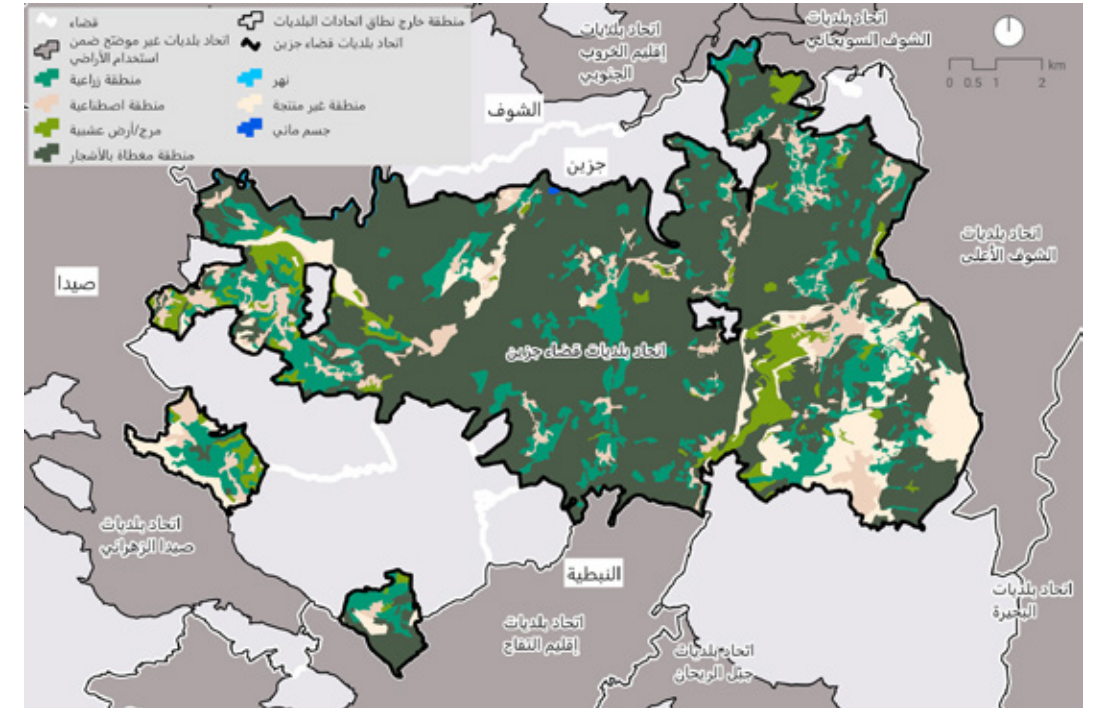 قضاء
منطقة خارج نطاق اتحادات البلديات
اتحاد بلديات غير موضّح ضمن
استخدام الأراضي
اتحاد بلديات قضاء جزين
منطقة زراعية
نهر
منطقة اصطناعية
منطقة غير منتجة
مرج/أرض عشبية
جسم مائي
منطقة مغطاة بالأشجار
اتحاد بلديات
إقليم الخروب
الجنوبي
اتحاد بلديات
الشوف السويجاني
km
0 0.5 1 2
الشوف
جزين
اتحاد بلديات
الشوف الأعلى
صيدا
اتحاد بلديات قضاء جزين
اتحاد بلديات
صيدا الزهراني
النبطية
اتحاد بلديات
البحيرة
اتحاد بلديات
إقليم التفاح
اتحاد بلديات
جبل الريحان